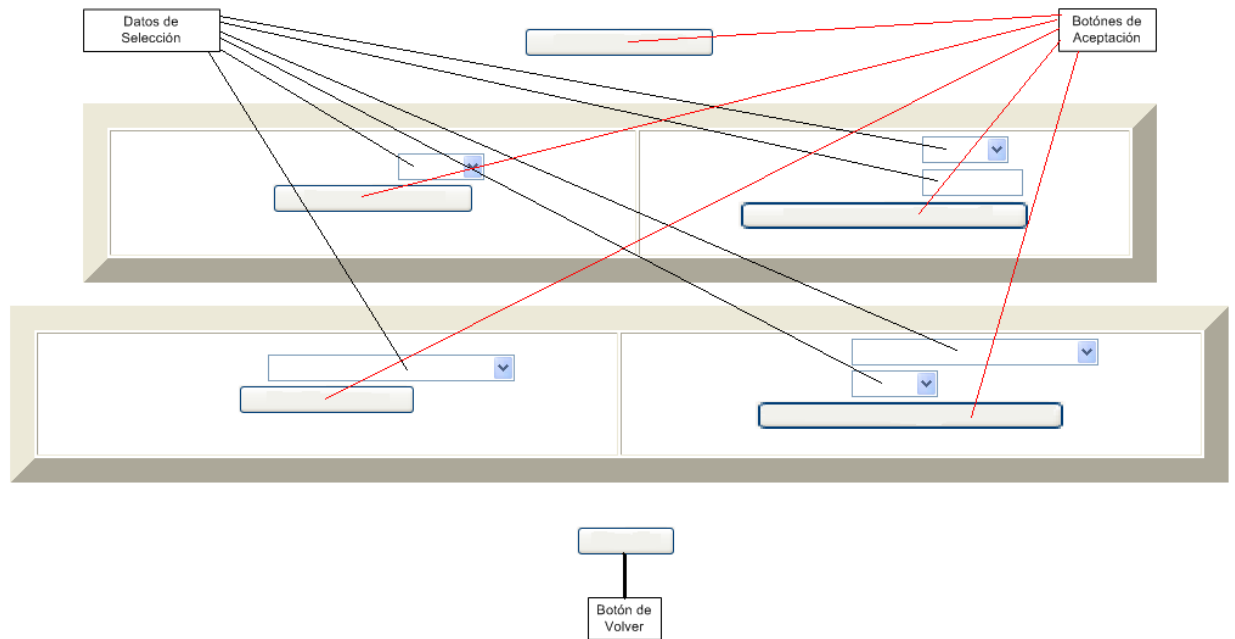 Datos de
Selección
Botónes de
Aceptación
Botón de
Volver